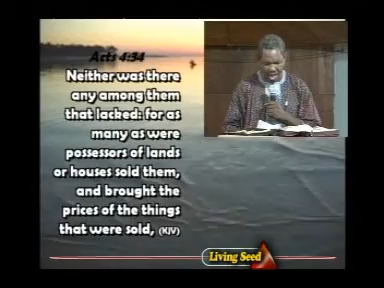 Acts 4:34
Neither was there
any among them
that lacked: for as
many as were
possessors of lands
or houses sold them,
and brought the
prices of the things
that were sold, (KJV)
Living Seed